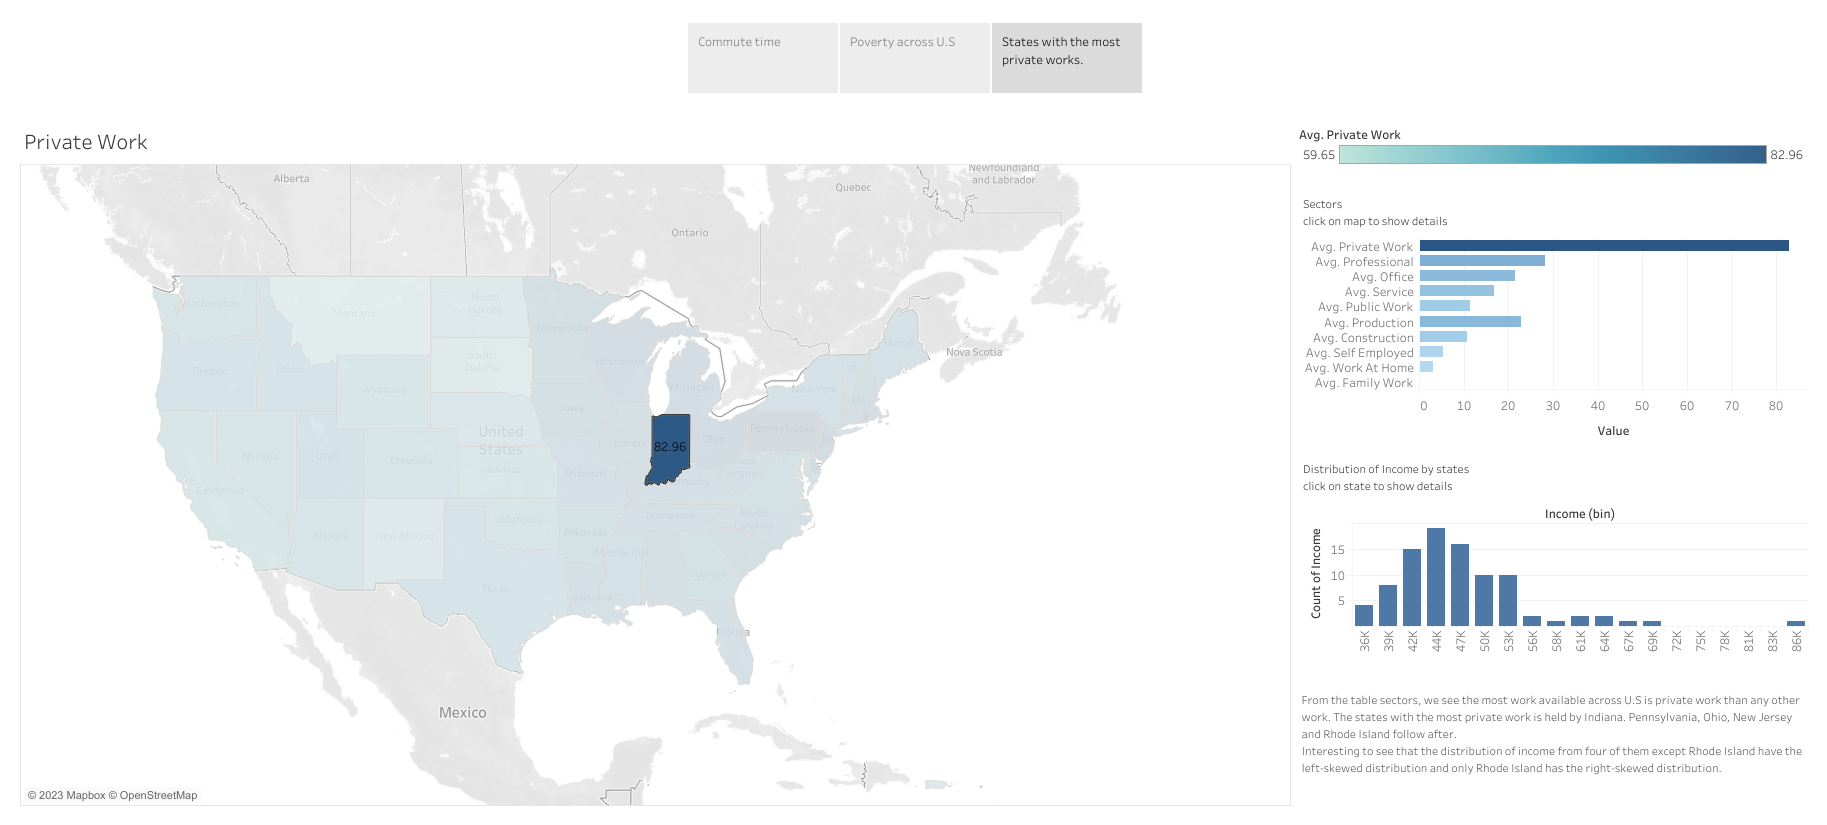 Commute time
Poverty across U.S
States with the most
private works.
Private Work
Alberta
Ontario
Quebec
Newfoundland
and Labrador
Nova Scotia
Washington
Montana
North
Dakota
Minnesota
South
Dakota
Wisconsin
Michigan
Maine
VT
New York
MA
Oregon
Idaho
Wyoming
Iowa
Nevada
Utah
Colorado
United
States
Kansas
Missouri
Illinois
82.96
Ohio
Pennsylvania
West
Virginia
California
Arizona
New Mexico
Oklahoma
Arkansas
Tennessee
North
Carolina
Mississippi
Georgia
Texas
Louisiana
Florida
Mexico
© 2023 Mapbox © OpenStreetMap
Avg. Private Work
59.65 82.96
Sectors
click on map to show details
Avg. Private Work
Avg. Professional
Avg. Office
Avg. Service
Avg. Public Work
Avg. Production
Avg. Construction
Avg. Self Employed
Avg. Work At Home
Avg. Family Work
0 10 20 30 40 50 60 70 80
Value
Distribution of Income by states
click on state to show details
Income (bin)
Count of Income
15
10
5
36K 39K 42K 44K 47K 50K 53K 56K 58K 61K 64K 67K 69K 72K 75K 78K 81K 83K 86K
From the table sectors, we see the most work available across U.S is private work than any other
work. The states with the most private work is held by Indiana. Pennsylvania, Ohio, New Jersey
and Rhode Island follow after.
Interesting to see that the distribution of income from four of them except Rhode Island have the
left-skewed distribution and only Rhode Island has the right-skewed distribution.